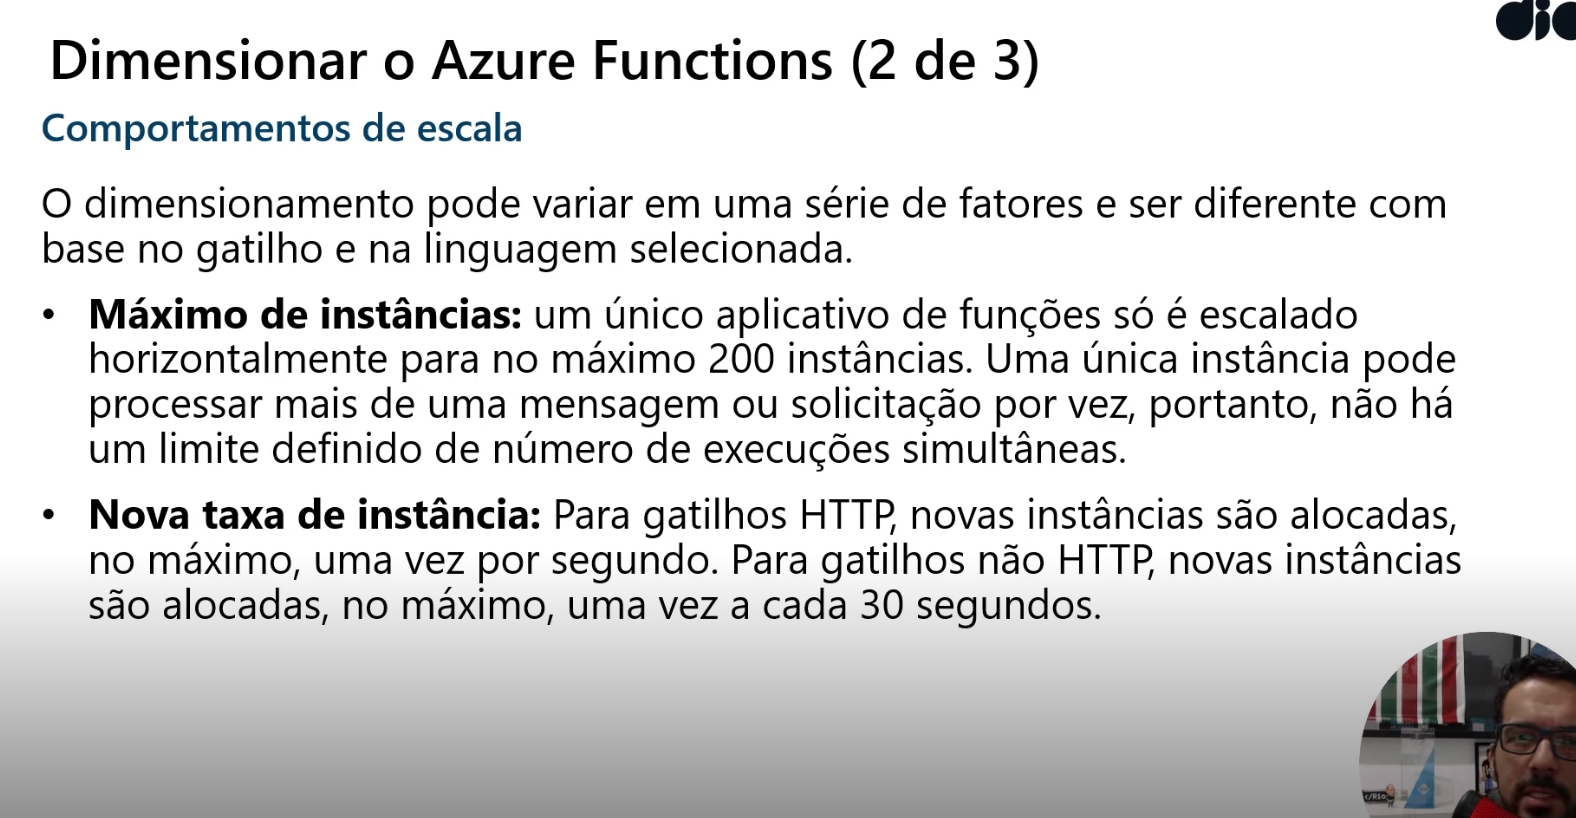 dio
Dimensionar o Azure Functions (2 de 3)
Comportamentos de escala
O dimensionamento pode variar em uma série de fatores e ser diferente com
base no gatilho e na linguagem selecionada.
• Máximo de instâncias: um único aplicativo de funções só é escalado
horizontalmente para no máximo 200 instâncias. Uma única instância pode
processar mais de uma mensagem ou solicitação por vez, portanto, não há
um limite definido de número de execuções simultâneas.
• Nova taxa de instância: Para gatilhos HTTP, novas instâncias são alocadas,
no máximo, uma vez por segundo. Para gatilhos não HTTP, novas instâncias
são alocadas, no máximo, uma vez a cada 30 segundos.